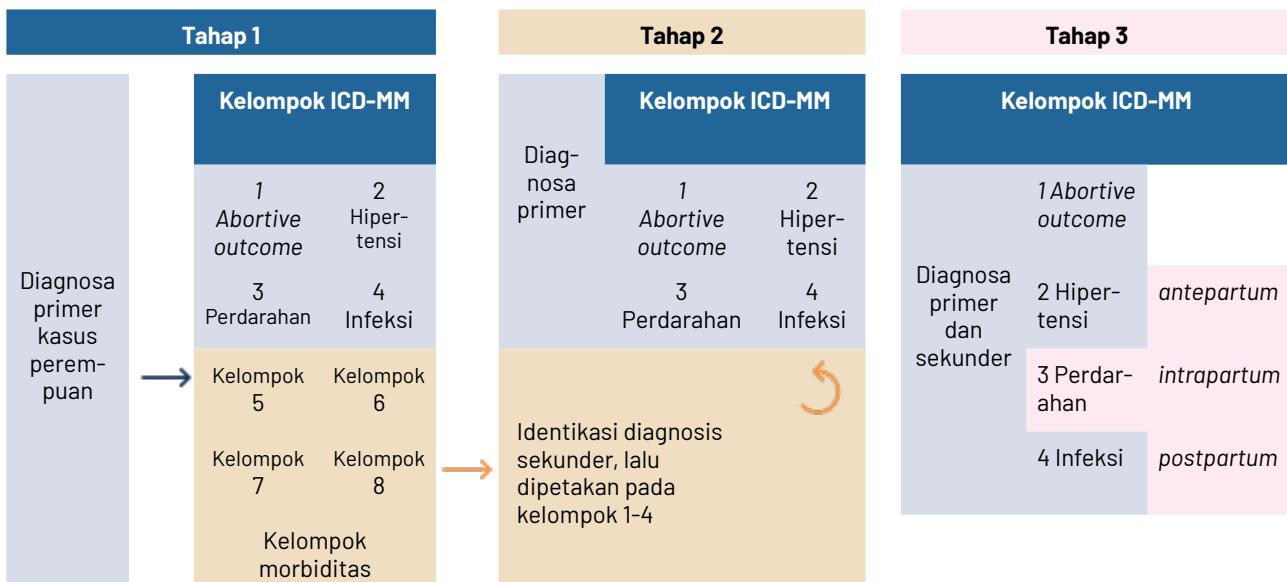 Tahap 1
Tahap 2
Tahap 3
Diagnosa
primer
kasus
perem-
puan
Kelompok ICD-MM
1
Abortive
outcome
2
Hiper-
tensi
3
Perdarahan
4
Infeksi
Kelompok
5
Kelompok
6
Kelompok
7
Kelompok
8
Kelompok
morbiditas
Diag-
nosa
primer
Kelompok ICD-MM
1
Abortive
outcome
2
Hiper-
tensi
3
Perdarahan
4
Infeksi
Identikasi diagnosis
sekunder, lalu
dipetakan pada
kelompok 1-4
Kelompok ICD-MM
Diagnosa
primer
dan
sekunder
1 Abortive
outcome
2 Hiper-
tensi
3 Perdar-
ahan
4 Infeksi
antepartum
intrapartum
postpartum